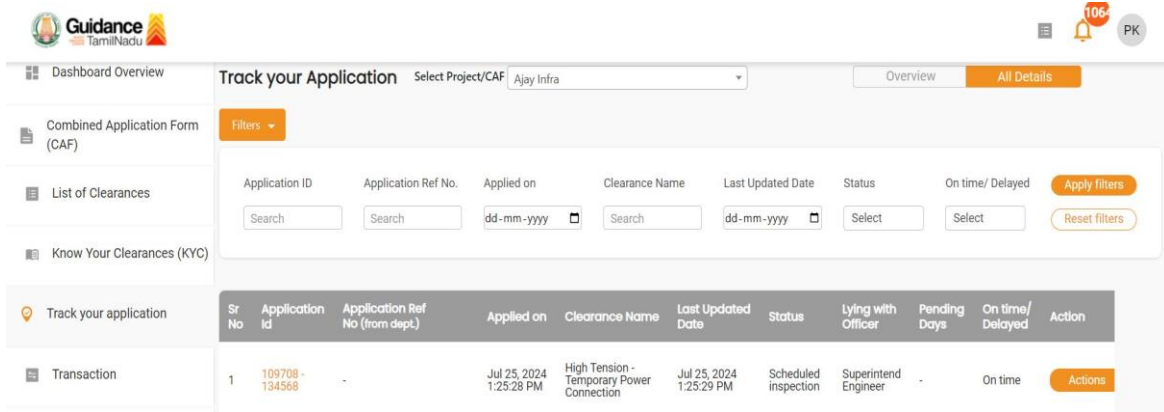 Guidance
TamilNadu
1064
PK
Dashboard Overview
Combined Application Form
(CAF)
List of Clearances
Know Your Clearances (KYC)
Track your application
Transaction
Track your Application
Select Project/CAF
Ajay Infra
Overview
All Details
Filters
Application ID
Application Ref No.
Applied on
Clearance Name
Last Updated Date
Status
On time/ Delayed
Apply filters
Search
Search
dd-mm-yyyy
Search
dd-mm-yyyy
Select
Select
Reset filters
Sr
No
Application
Id
Application Ref
No (from dept.)
Applied on
Clearance Name
Last Updated
Date
Status
Lying with
Officer
Pending
Days
On time/
Delayed
Action
1
109708 -
134568
-
Jul 25, 2024
1:25:28 PM
High Tension -
Temporary Power
Connection
Jul 25, 2024
1:25:29 PM
Scheduled
inspection
Superintend
Engineer
-
On time
Actions